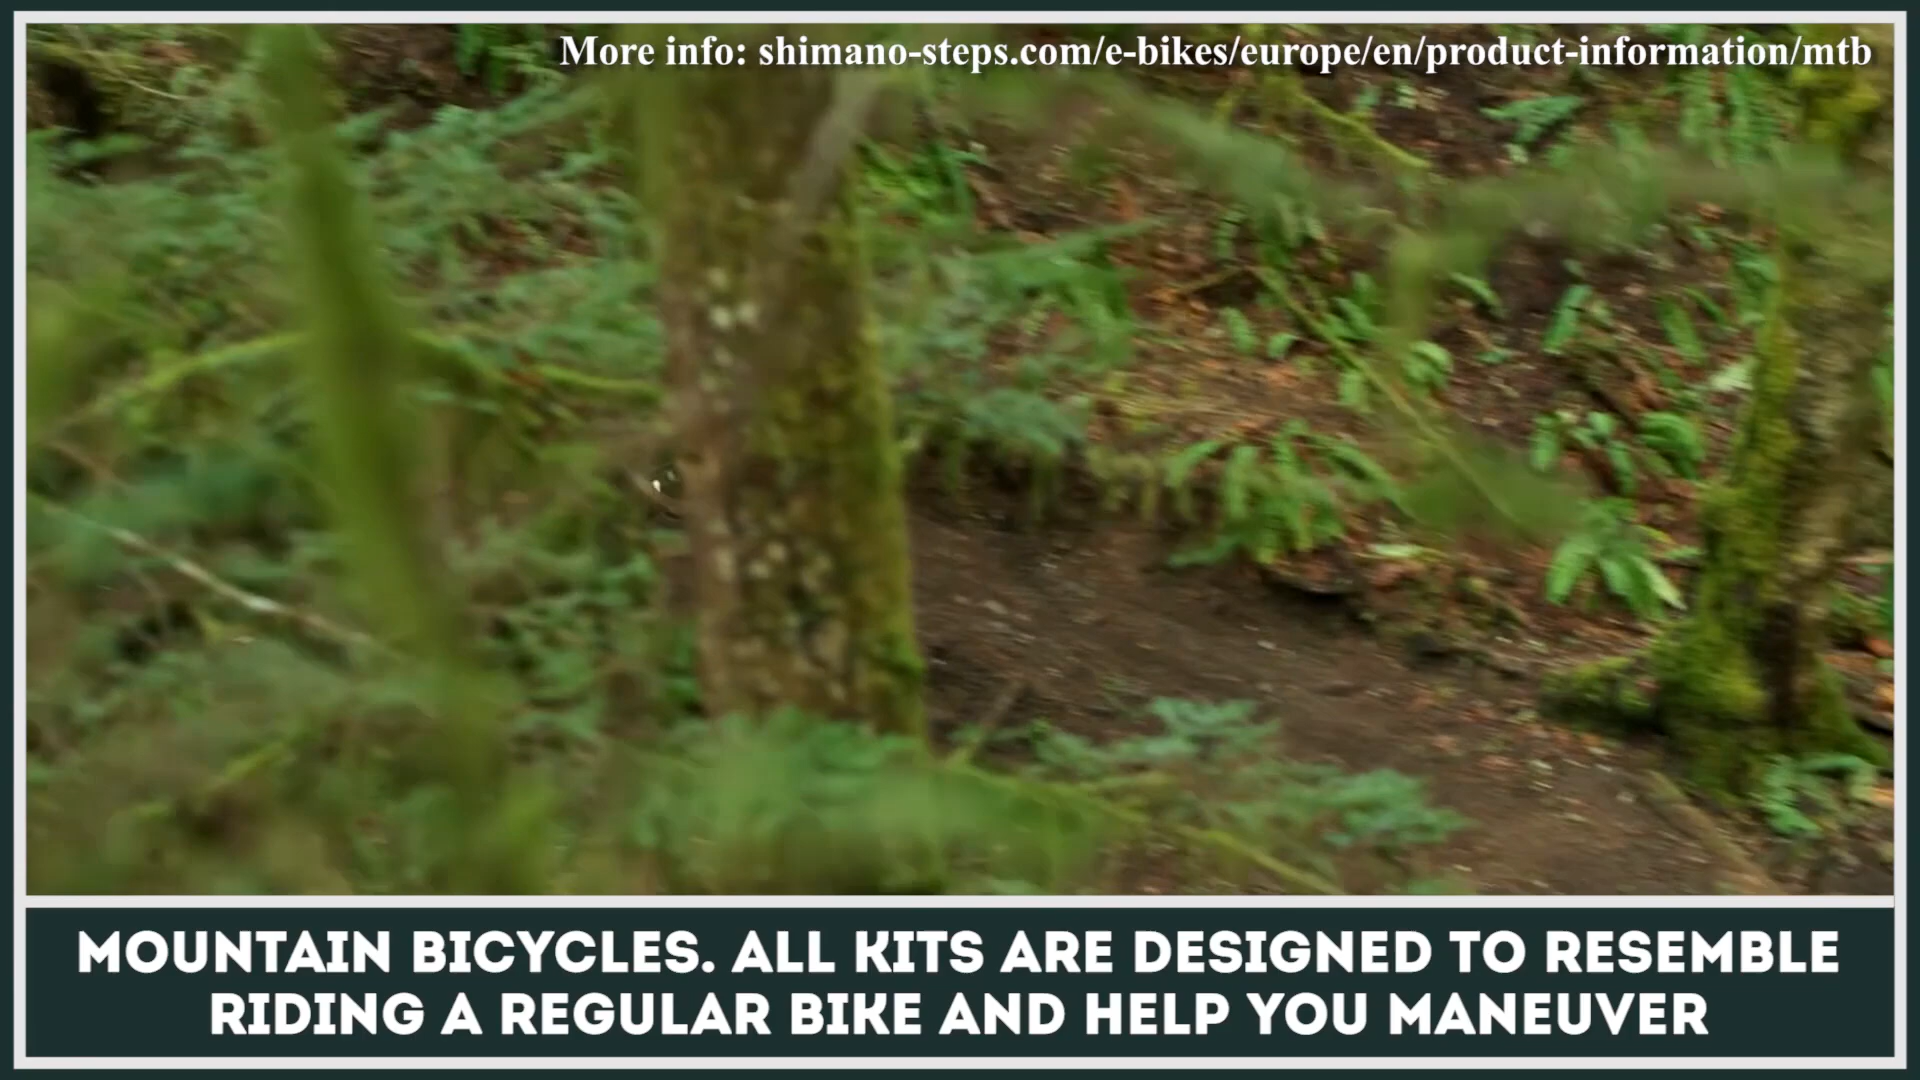 More info: shimano-steps.com/e-bikes/europe/en/product-information/mtb
MOUNTAIN BICYCLES. ALL KITS ARE DESIGNED TO RESEMBLE
RIDING A REGULAR BIKE AND HELP YOU MANEUVER